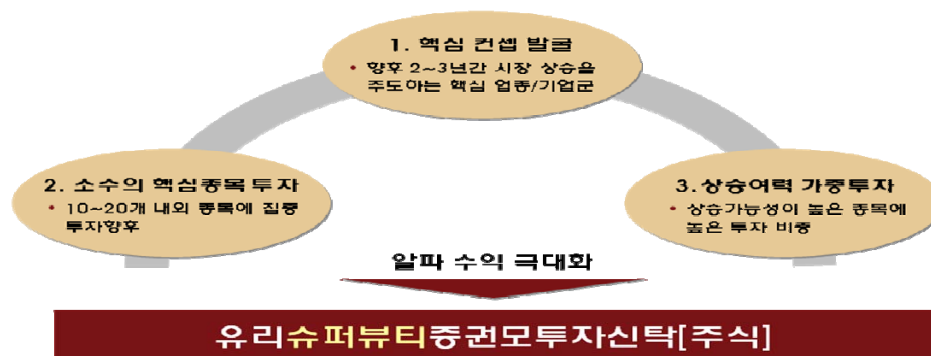 1. 핵심 컨셉 발굴
• 향후 2~3년간 시장 상승을
주도하는 핵심 업종/기업군
2. 소수의 핵심종목 투자
• 10~20개 내외 종목에 집중
투자향후
3. 상승여력 가중투자
• 상승가능성이 높은 종목에
높은 투자 비중
알파 수익 극대화
유리슈퍼뷰티증권모투자신탁[주식]